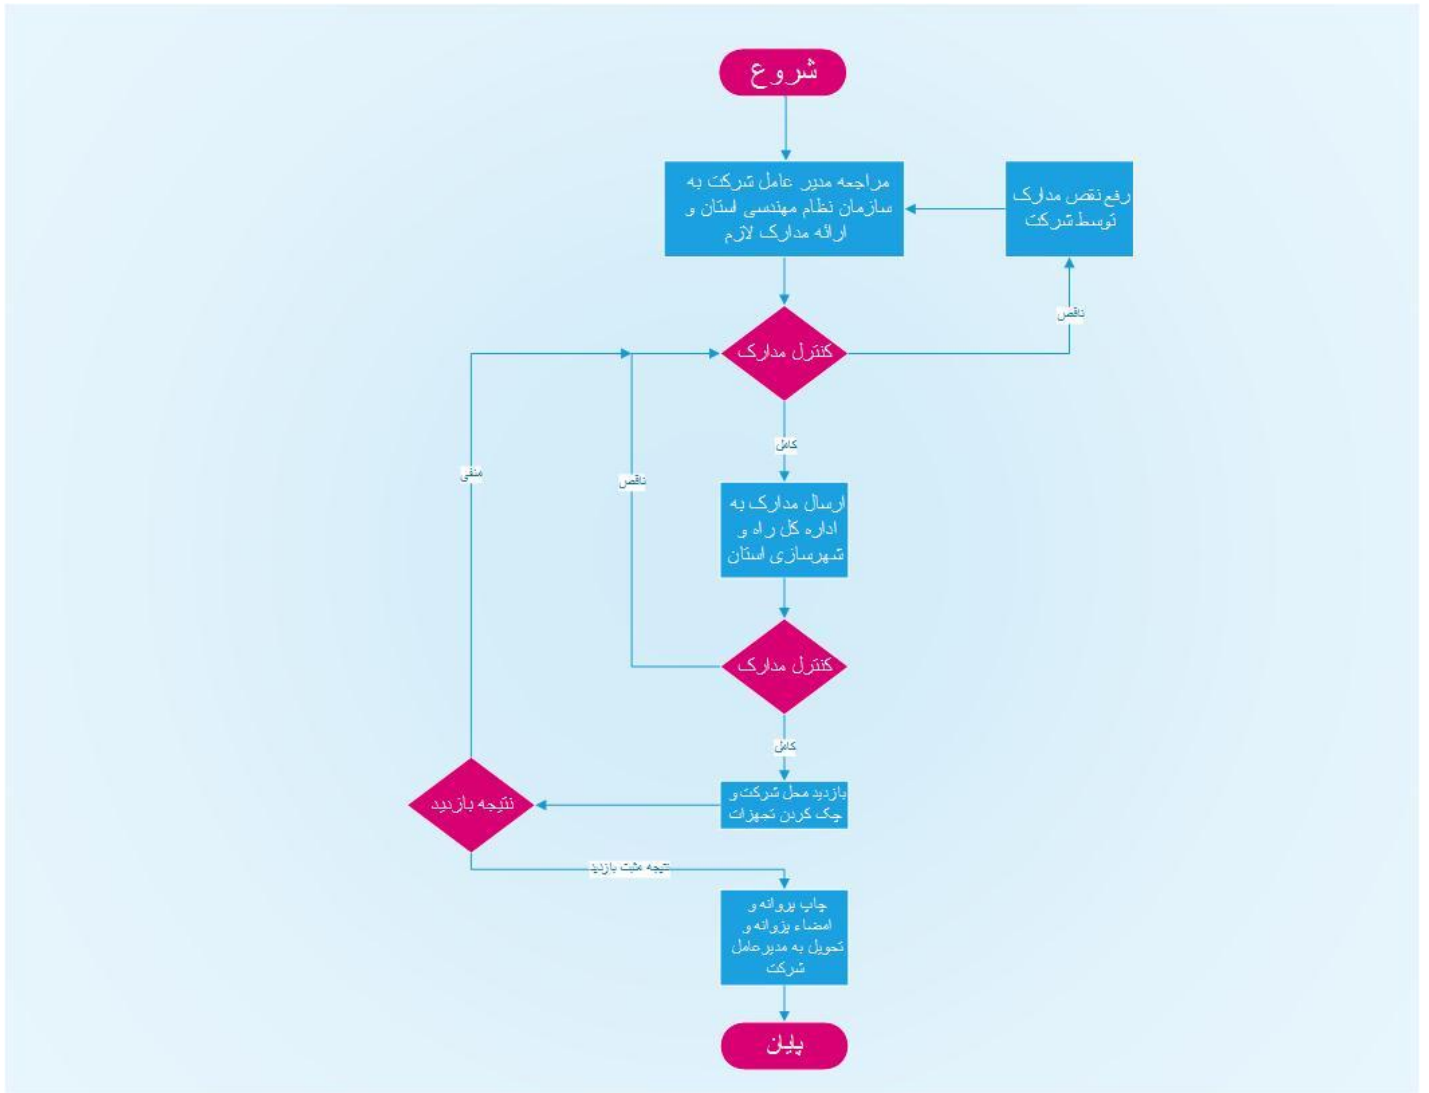 شروع
مراجعه مدیر عامل شرکت به
سازمان نظام مهندسی استان و
ارائه مدارک لازم
رفع نقص مدارک
توسط شرکت
ناقص
کنترل مدارک
کامل
منفی
ناقص
ارسال مدارک به
اداره کل راه و
شهرسازی استان
کنترل مدارک
کامل
بازدید محل شرکت و
چک کردن تجهزات
نتیجه بازدید
نتیجه مثبت بازدید
چاپ پروانه و
امضاء پزوانه و
تحویل به مدیرعامل
شرکت
پایان